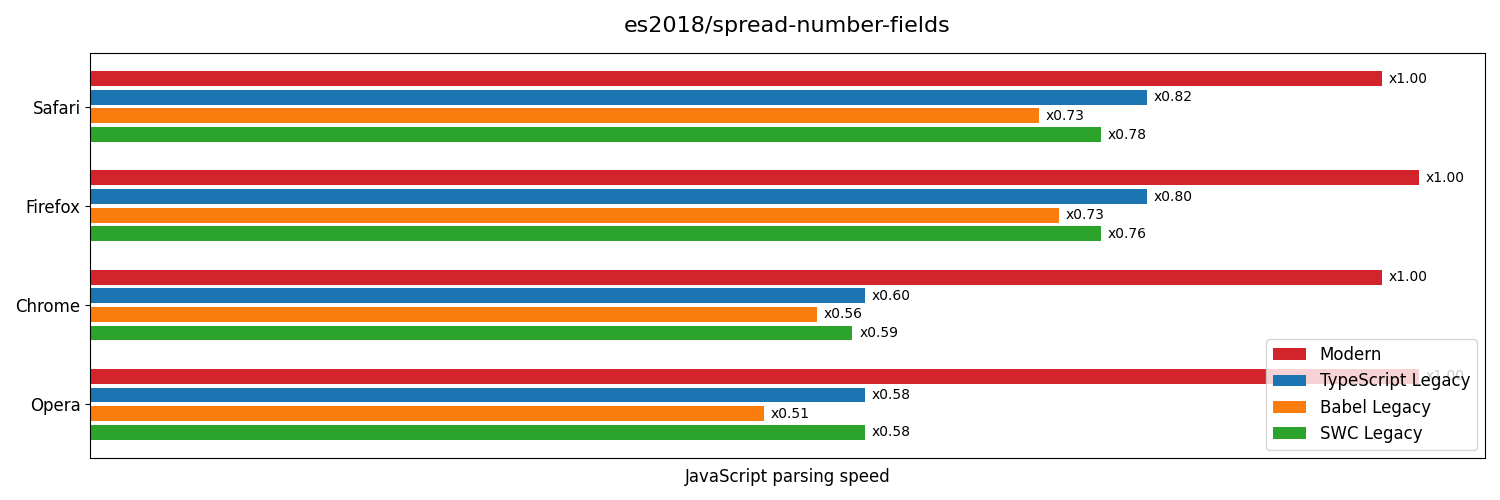 es2018/spread-number-fields
Safari
x1.00
x0.82
x0.73
x0.78
Firefox
x1.00
x0.80
x0.73
x0.76
Chrome
x1.00
x0.60
x0.56
x0.59
Opera
x1.00
x0.58
x0.51
x0.58
Modern
TypeScript Legacy
Babel Legacy
SWC Legacy
JavaScript parsing speed